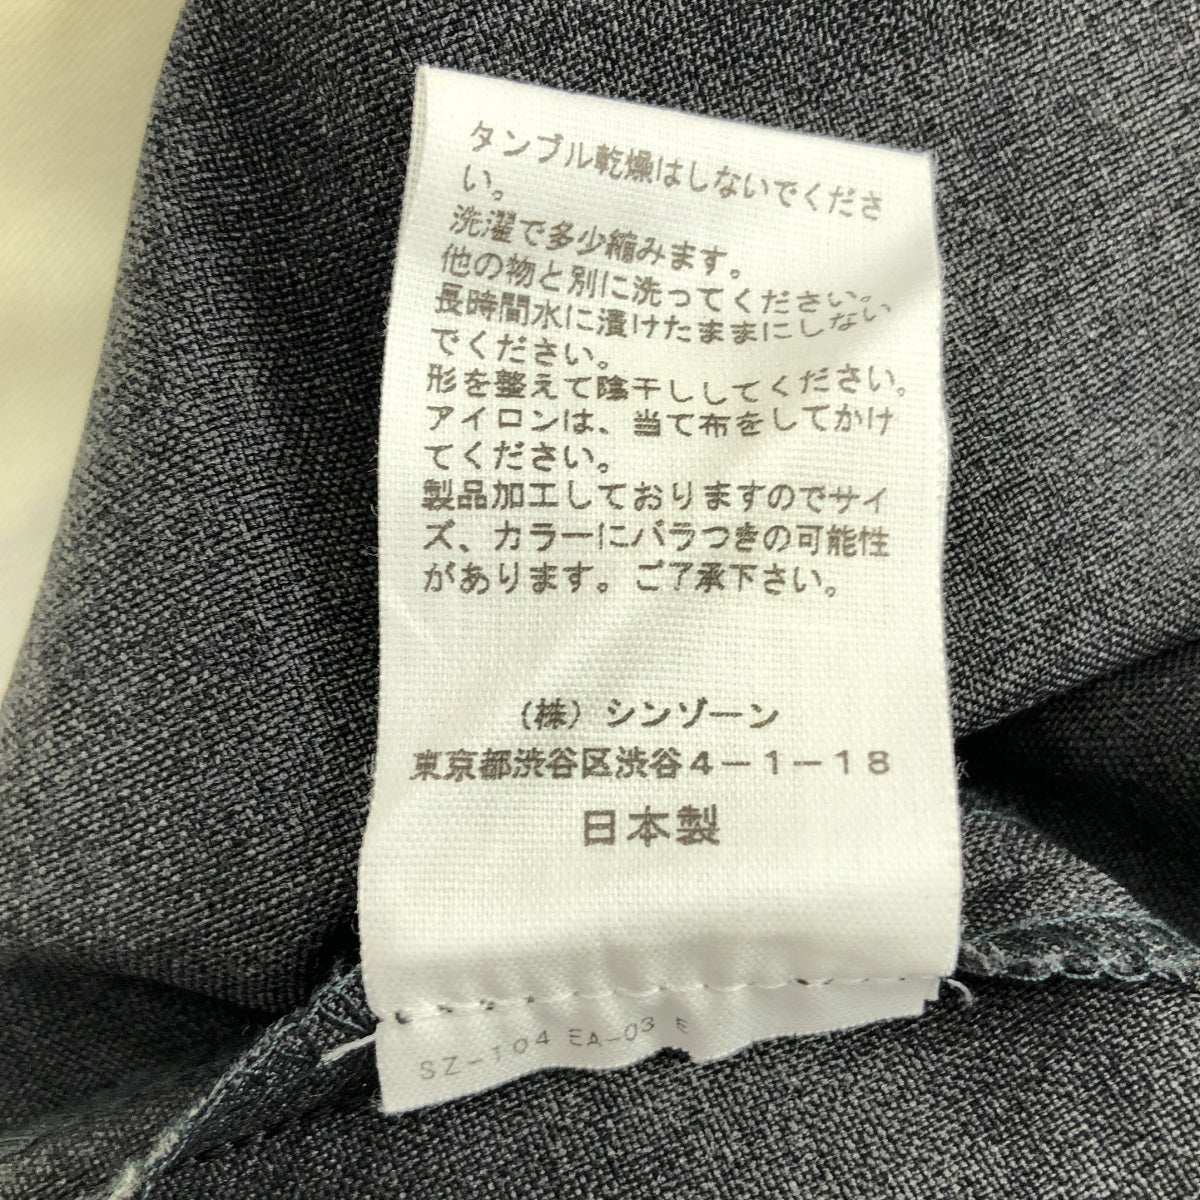 タンブル乾燥はしないでくださ
い。
洗濯で多少縮みます。
他の物と別に洗ってください。
長時間水に漬けたままにしない
でください。
形を整えて陰干ししてください。
アイロンは、当て布をしてかけ
てください。
製品加工しておりますのでサイ
ズ、カラーにバラつきの可能性
があります。ご了承下さい。
(株)シンゾーン
東京都渋谷区渋谷4-1-18
日本製
SZ-104 EA-03 E